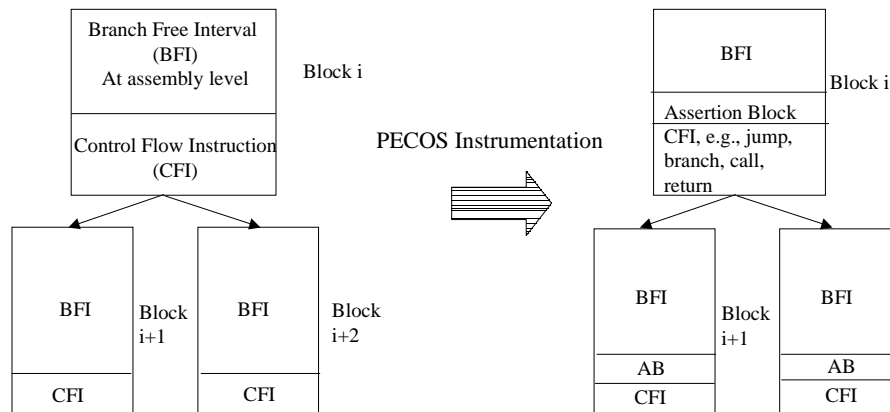 Branch Free Interval
(BFI)
At assembly level
Block i
Control Flow Instruction
(CFI)
BFI
Block
i+1
CFI
BFI
Block
i+2
CFI
PECOS Instrumentation
BFI
Block i
Assertion Block
CFI, e.g., jump,
branch, call,
return
BFI
Block
i+1
AB
CFI
BFI
AB
CFI